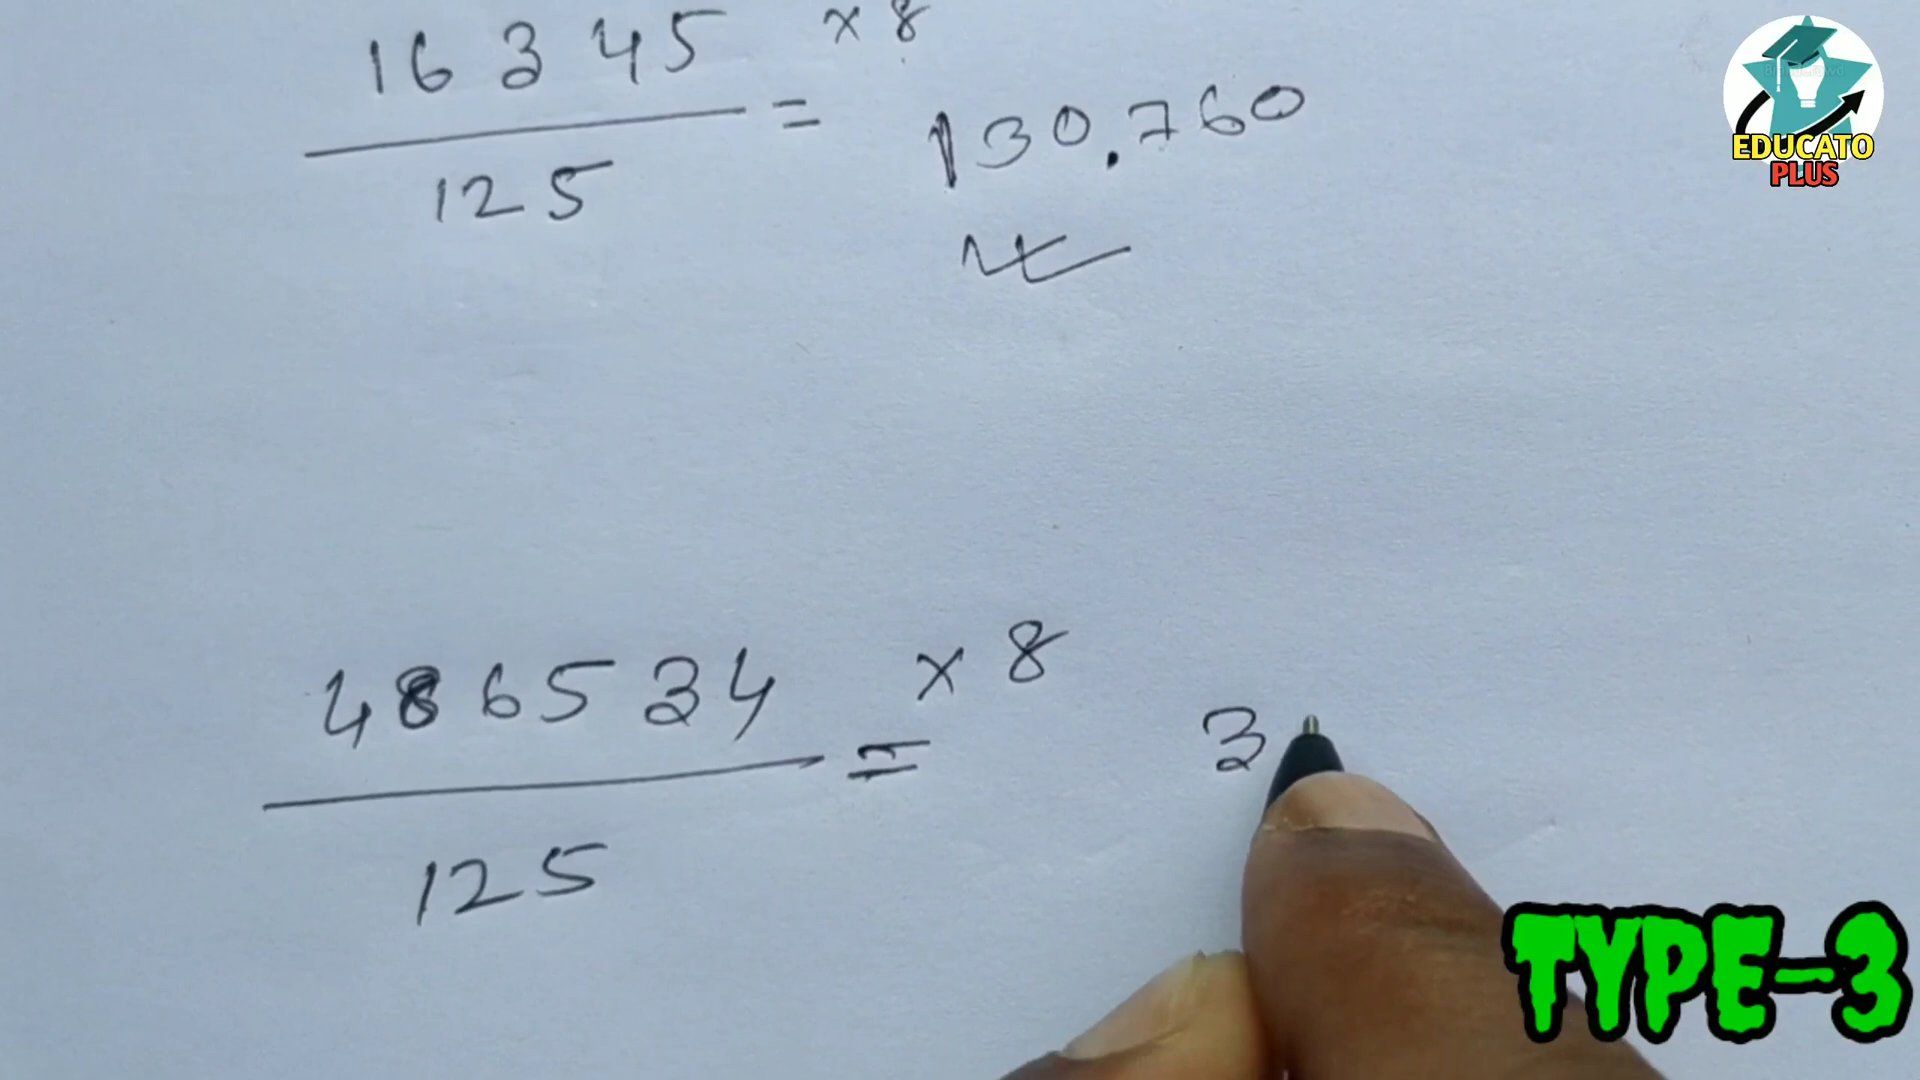 16345 × 8
125
= 130.760
486534 × 8
125
= 3
EDUCATO
PLUS
TYPE-3